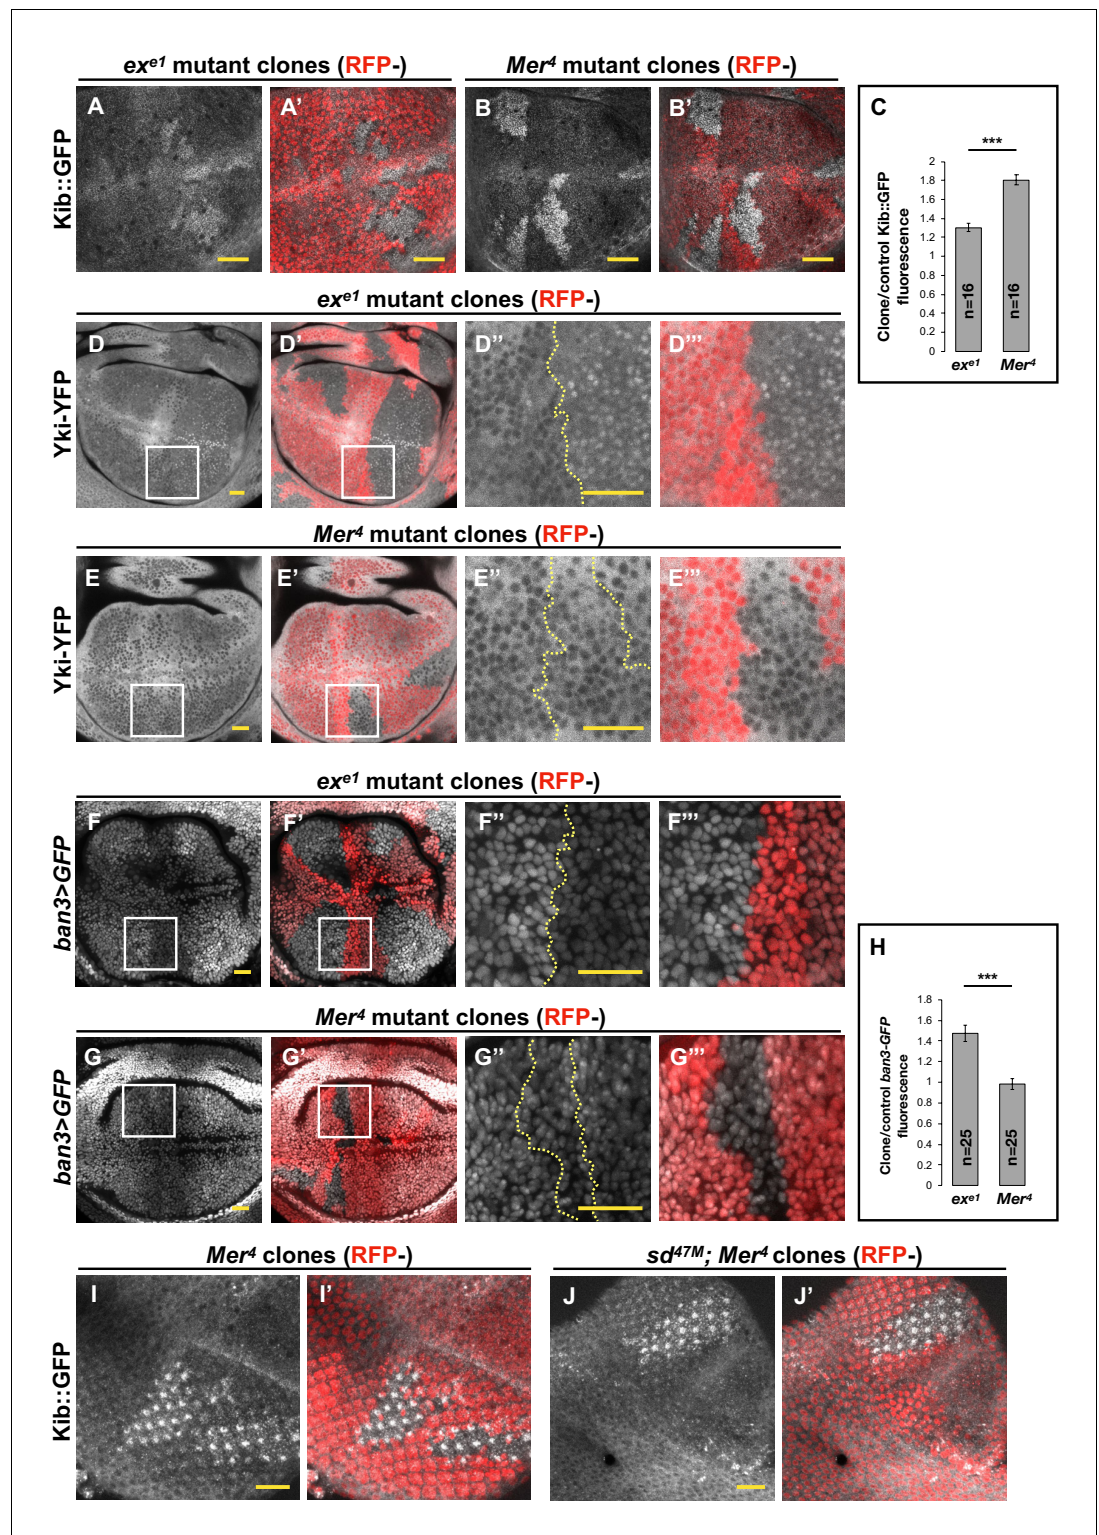 exe1 mutant clones (RFP-)
Mer4 mutant clones (RFP-)
Kib::GFP
A
A’
B
B’
C
***
Clone/control Kib::GFP
fluorescence
2
1.8
1.6
1.4
1.2
1
0.8
0.6
0.4
0.2
0
n=16
n=16
exe1
Mer4
exe1 mutant clones (RFP-)
Yki-YFP
D
D’
D’’
D’’’
Mer4 mutant clones (RFP-)
Yki-YFP
E
E’
E’’
E’’’
exe1 mutant clones (RFP-)
ban3>GFP
F
F’
F’’
F’’’
H
***
Clone/control ban3-GFP
fluorescence
1.8
1.6
1.4
1.2
1
0.8
0.6
0.4
0.2
0
n=25
n=25
exe1
Mer4
Mer4 mutant clones (RFP-)
ban3>GFP
G
G’
G’’
G’’’
Mer4 clones (RFP-)
sd47M; Mer4 clones (RFP-)
Kib::GFP
I
I’
J
J’